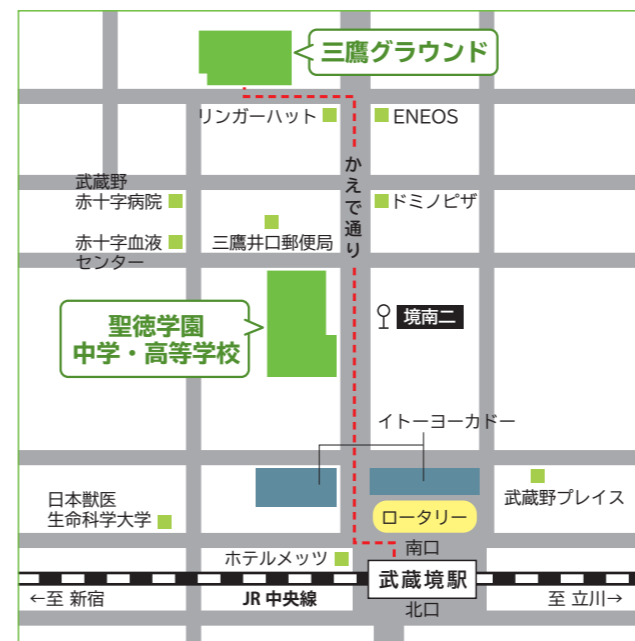 三鷹グラウンド
リンガーハット
ENEOS
かえで通り
武蔵野
赤十字病院
ドミノピザ
赤十字血液
センター
三鷹井口郵便局
聖徳学園
中学・高等学校
境南二
イトーヨーカドー
日本獣医
生命科学大学
武蔵野プレイス
ロータリー
南口
ホテルメッツ
武蔵境駅
←至 新宿
JR 中央線
北口
至 立川→